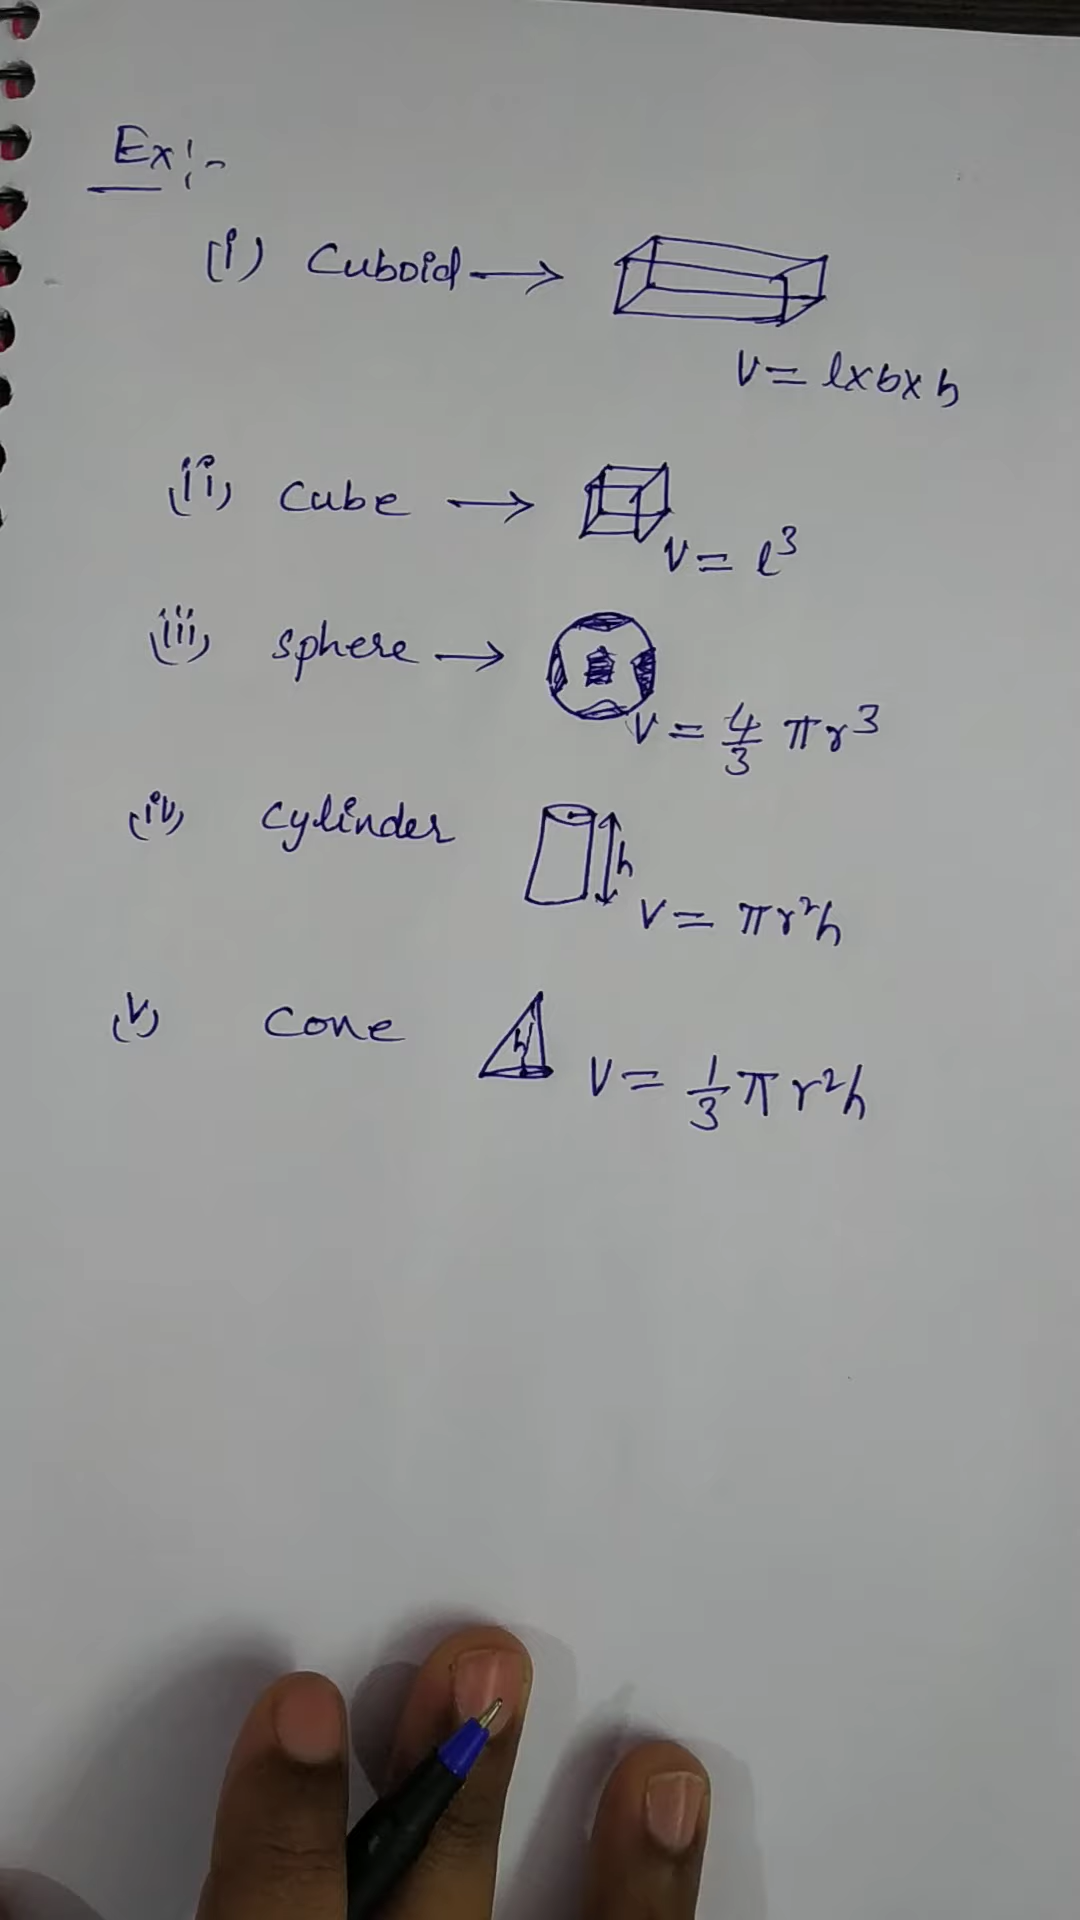 Ex:-
(i) Cuboid →
V = l×b×h
(ii) Cube →
V = l³
(iii) sphere →
V = 4/3 πr³
(iv) cylinder
h
V = πr²h
(v) Cone
h
V = 1/3 πr²h